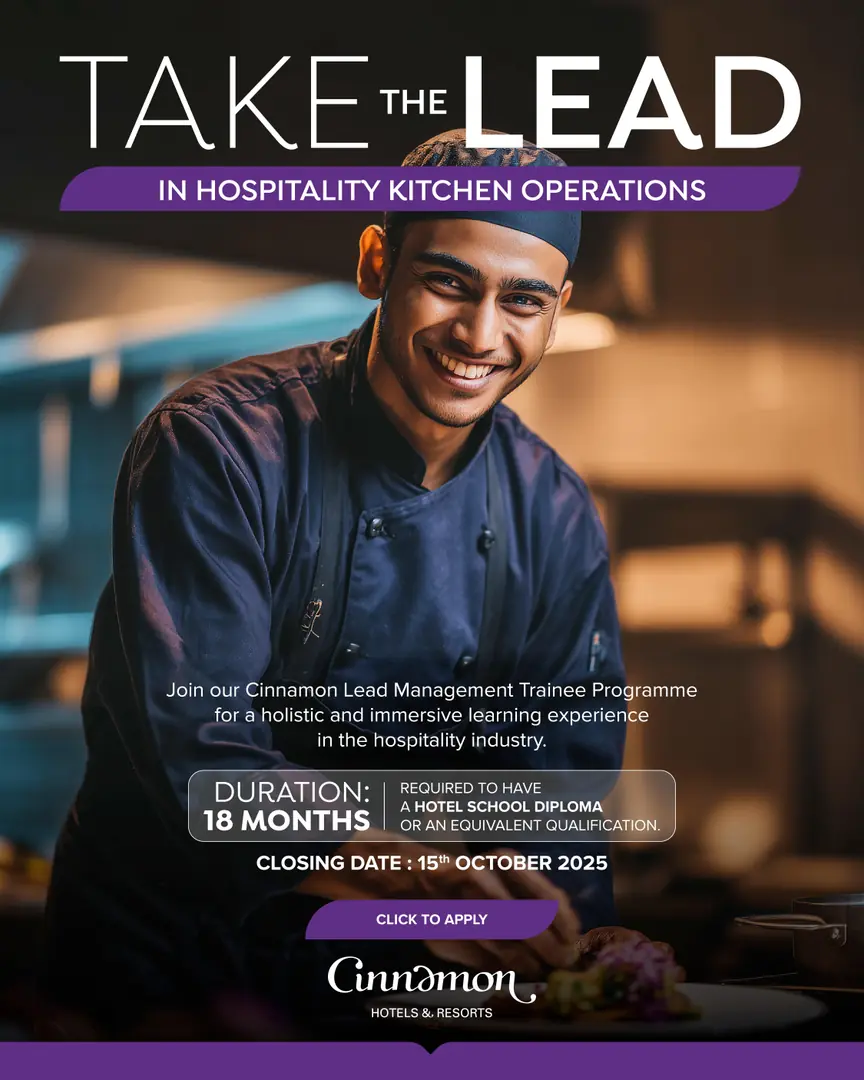 TAKE THE LEAD
IN HOSPITALITY KITCHEN OPERATIONS
Join our Cinnamon Lead Management Trainee Programme
for a holistic and immersive learning experience
in the hospitality industry.
DURATION:
18 MONTHS
REQUIRED TO HAVE
A HOTEL SCHOOL DIPLOMA
OR AN EQUIVALENT QUALIFICATION.
CLOSING DATE : 15th OCTOBER 2025
CLICK TO APPLY
Cinnamon
HOTELS & RESORTS